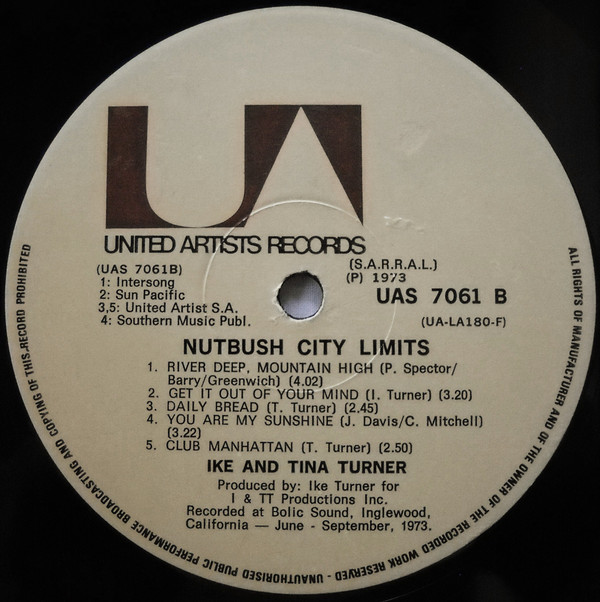 UA
UNITED ARTISTS RECORDS
(UAS 7061B)
1: Intersong
2: Sun Pacific
3,5: United Artist S.A.
4: Southern Music Publ.
(S.A.R.R.A.L.)
(P) 1973
UAS 7061 B
(UA-LA180-F)
NUTBUSH CITY LIMITS
1. RIVER DEEP, MOUNTAIN HIGH (P. Spector/
Barry/Greenwich) (4.02)
2. GET IT OUT OF YOUR MIND (I. Turner) (3.20)
3. DAILY BREAD (T. Turner) (2.45)
4. YOU ARE MY SUNSHINE (J. Davis/C. Mitchell)
(3.22)
5. CLUB MANHATTAN (T. Turner) (2.50)
IKE AND TINA TURNER
Produced by: Ike Turner for
I & TT Productions Inc.
Recorded at Bolic Sound, Inglewood,
California — June - September, 1973.
ALL RIGHTS OF MANUFACTURER AND OF THE OWNER OF THE RECORDED WORK RESERVED - UNAUTHORISED PUBLIC PERFORMANCE BROADCASTING AND COPYING OF THIS RECORD PROHIBITED